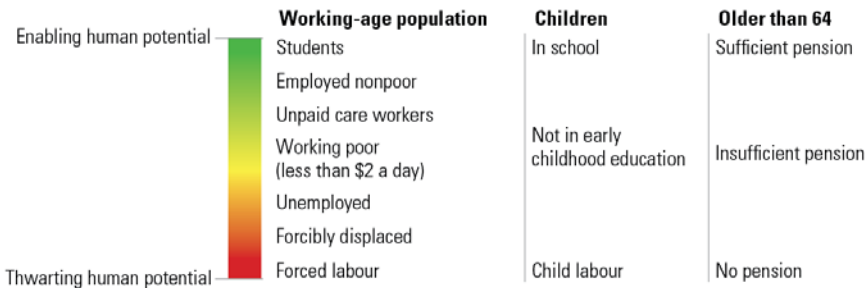 Working-age population
Children
Older than 64
Enabling human potential
Students
In school
Sufficient pension
Employed nonpoor
Unpaid care workers
Working poor
(less than $2 a day)
Not in early
childhood education
Insufficient pension
Unemployed
Forcibly displaced
Thwarting human potential
Forced labour
Child labour
No pension